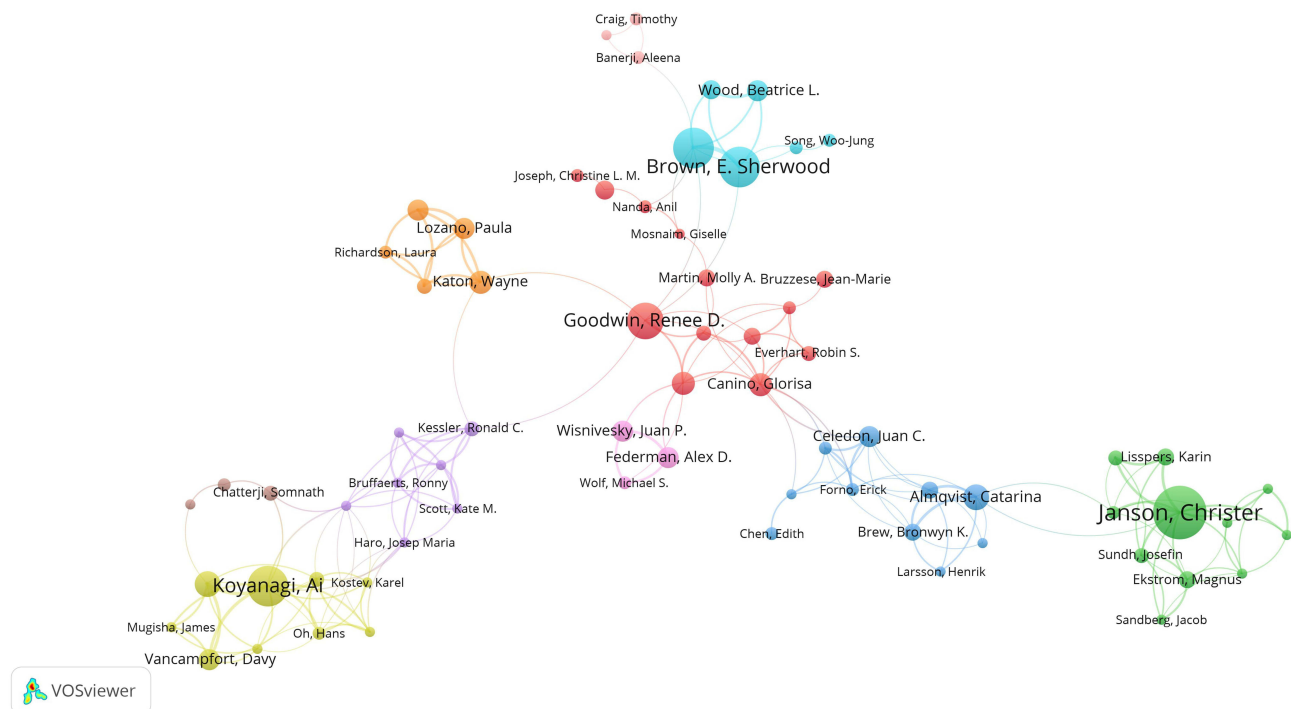 Craig, Timothy
Banerji, Aleena
Wood, Beatrice L.
Song, Woo-Jung
Brown, E. Sherwood
Joseph, Christine L. M.
Nanda, Anil
Mosnaim, Giselle
Lozano, Paula
Richardson, Laura
Katon, Wayne
Martin, Molly A.
Bruzzese, Jean-Marie
Goodwin, Renee D.
Everhart, Robin S.
Canino, Glorisa
Kessler, Ronald C.
Wisnivesky, Juan P.
Celedon, Juan C.
Federman, Alex D.
Lisspers, Karin
Bruffaerts, Ronny
Wolf, Michael S.
Forno, Erick
Chatterji, Somnath
Almqvist, Catarina
Scott, Kate M.
Janson, Christer
Chen, Edith
Brew, Bronwyn K.
Haro, Josep Maria
Sundh, Josefin
Larsson, Henrik
Ekstrom, Magnus
Koyanagi, Ai
Kostev, Karel
Sandberg, Jacob
Mugisha, James
Oh, Hans
Vancampfort, Davy
VOSviewer